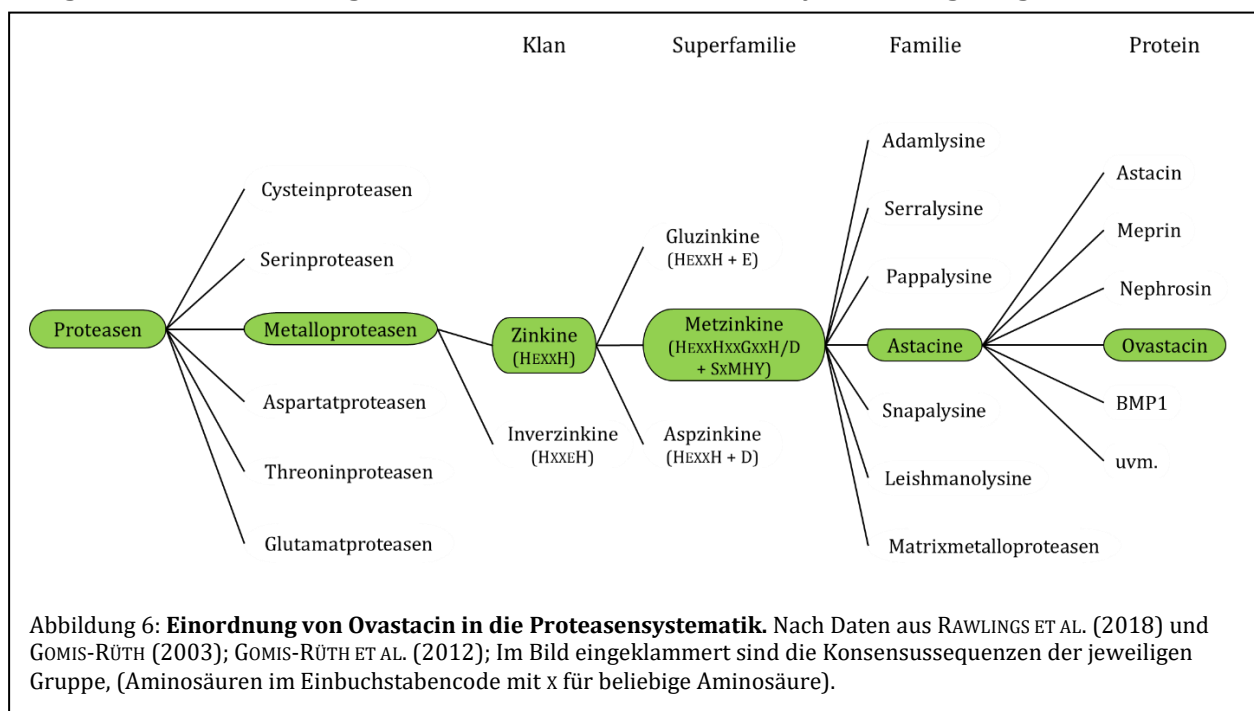 Klan
Superfamilie
Familie
Protein
Proteasen
Cysteinproteasen
Serinproteasen
Metalloproteasen
Aspartatproteasen
Threoninproteasen
Glutamatproteasen
Zinkine
(HEXXH)
Inverzinkine
(HXXEH)
Gluzinkine
(HEXXH + E)
Metzinkine
(HEXXHXXGXXH/D
+ SXMHY)
Aspzinkine
(HEXXH + D)
Adamlysine
Serralysine
Pappalysine
Astacine
Snapalysine
Leishmanolysine
Matrixmetalloproteasen
Astacin
Meprin
Nephrosin
Ovastacin
BMP1
uvm.
Abbildung 6: Einordnung von Ovastacin in die Proteasensystematik. Nach Daten aus RAWLINGS ET AL. (2018) und
GOMIS-RÜTH (2003); GOMIS-RÜTH ET AL. (2012); Im Bild eingeklammert sind die Konsensussequenzen der jeweiligen
Gruppe, (Aminosäuren im Einbuchstabencode mit X für beliebige Aminosäure).